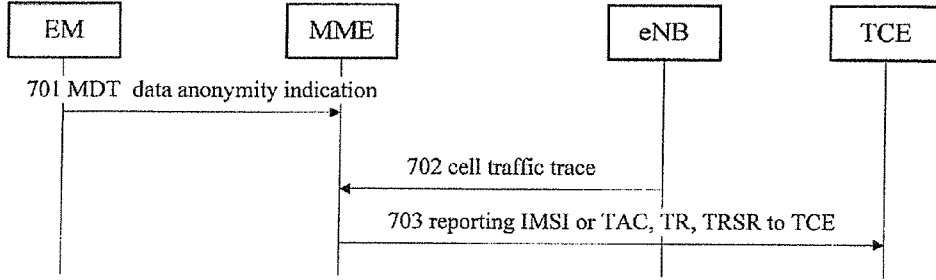 EM MME eNB TCE
701 MDT data anonymity indication
702 cell traffic trace
703 reporting IMSI or TAC, TR, TRSR to TCE